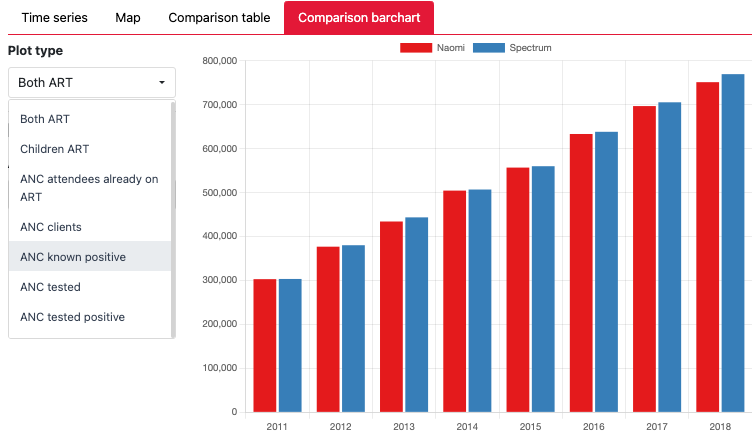 Time series
Map
Comparison table
Comparison barchart
Plot type
Both ART
Both ART
Children ART
ANC attendees already on
ART
ANC clients
ANC known positive
ANC tested
ANC tested positive
Naomi
Spectrum
800,000
700,000
600,000
500,000
400,000
300,000
200,000
100,000
0
2011
2012
2013
2014
2015
2016
2017
2018